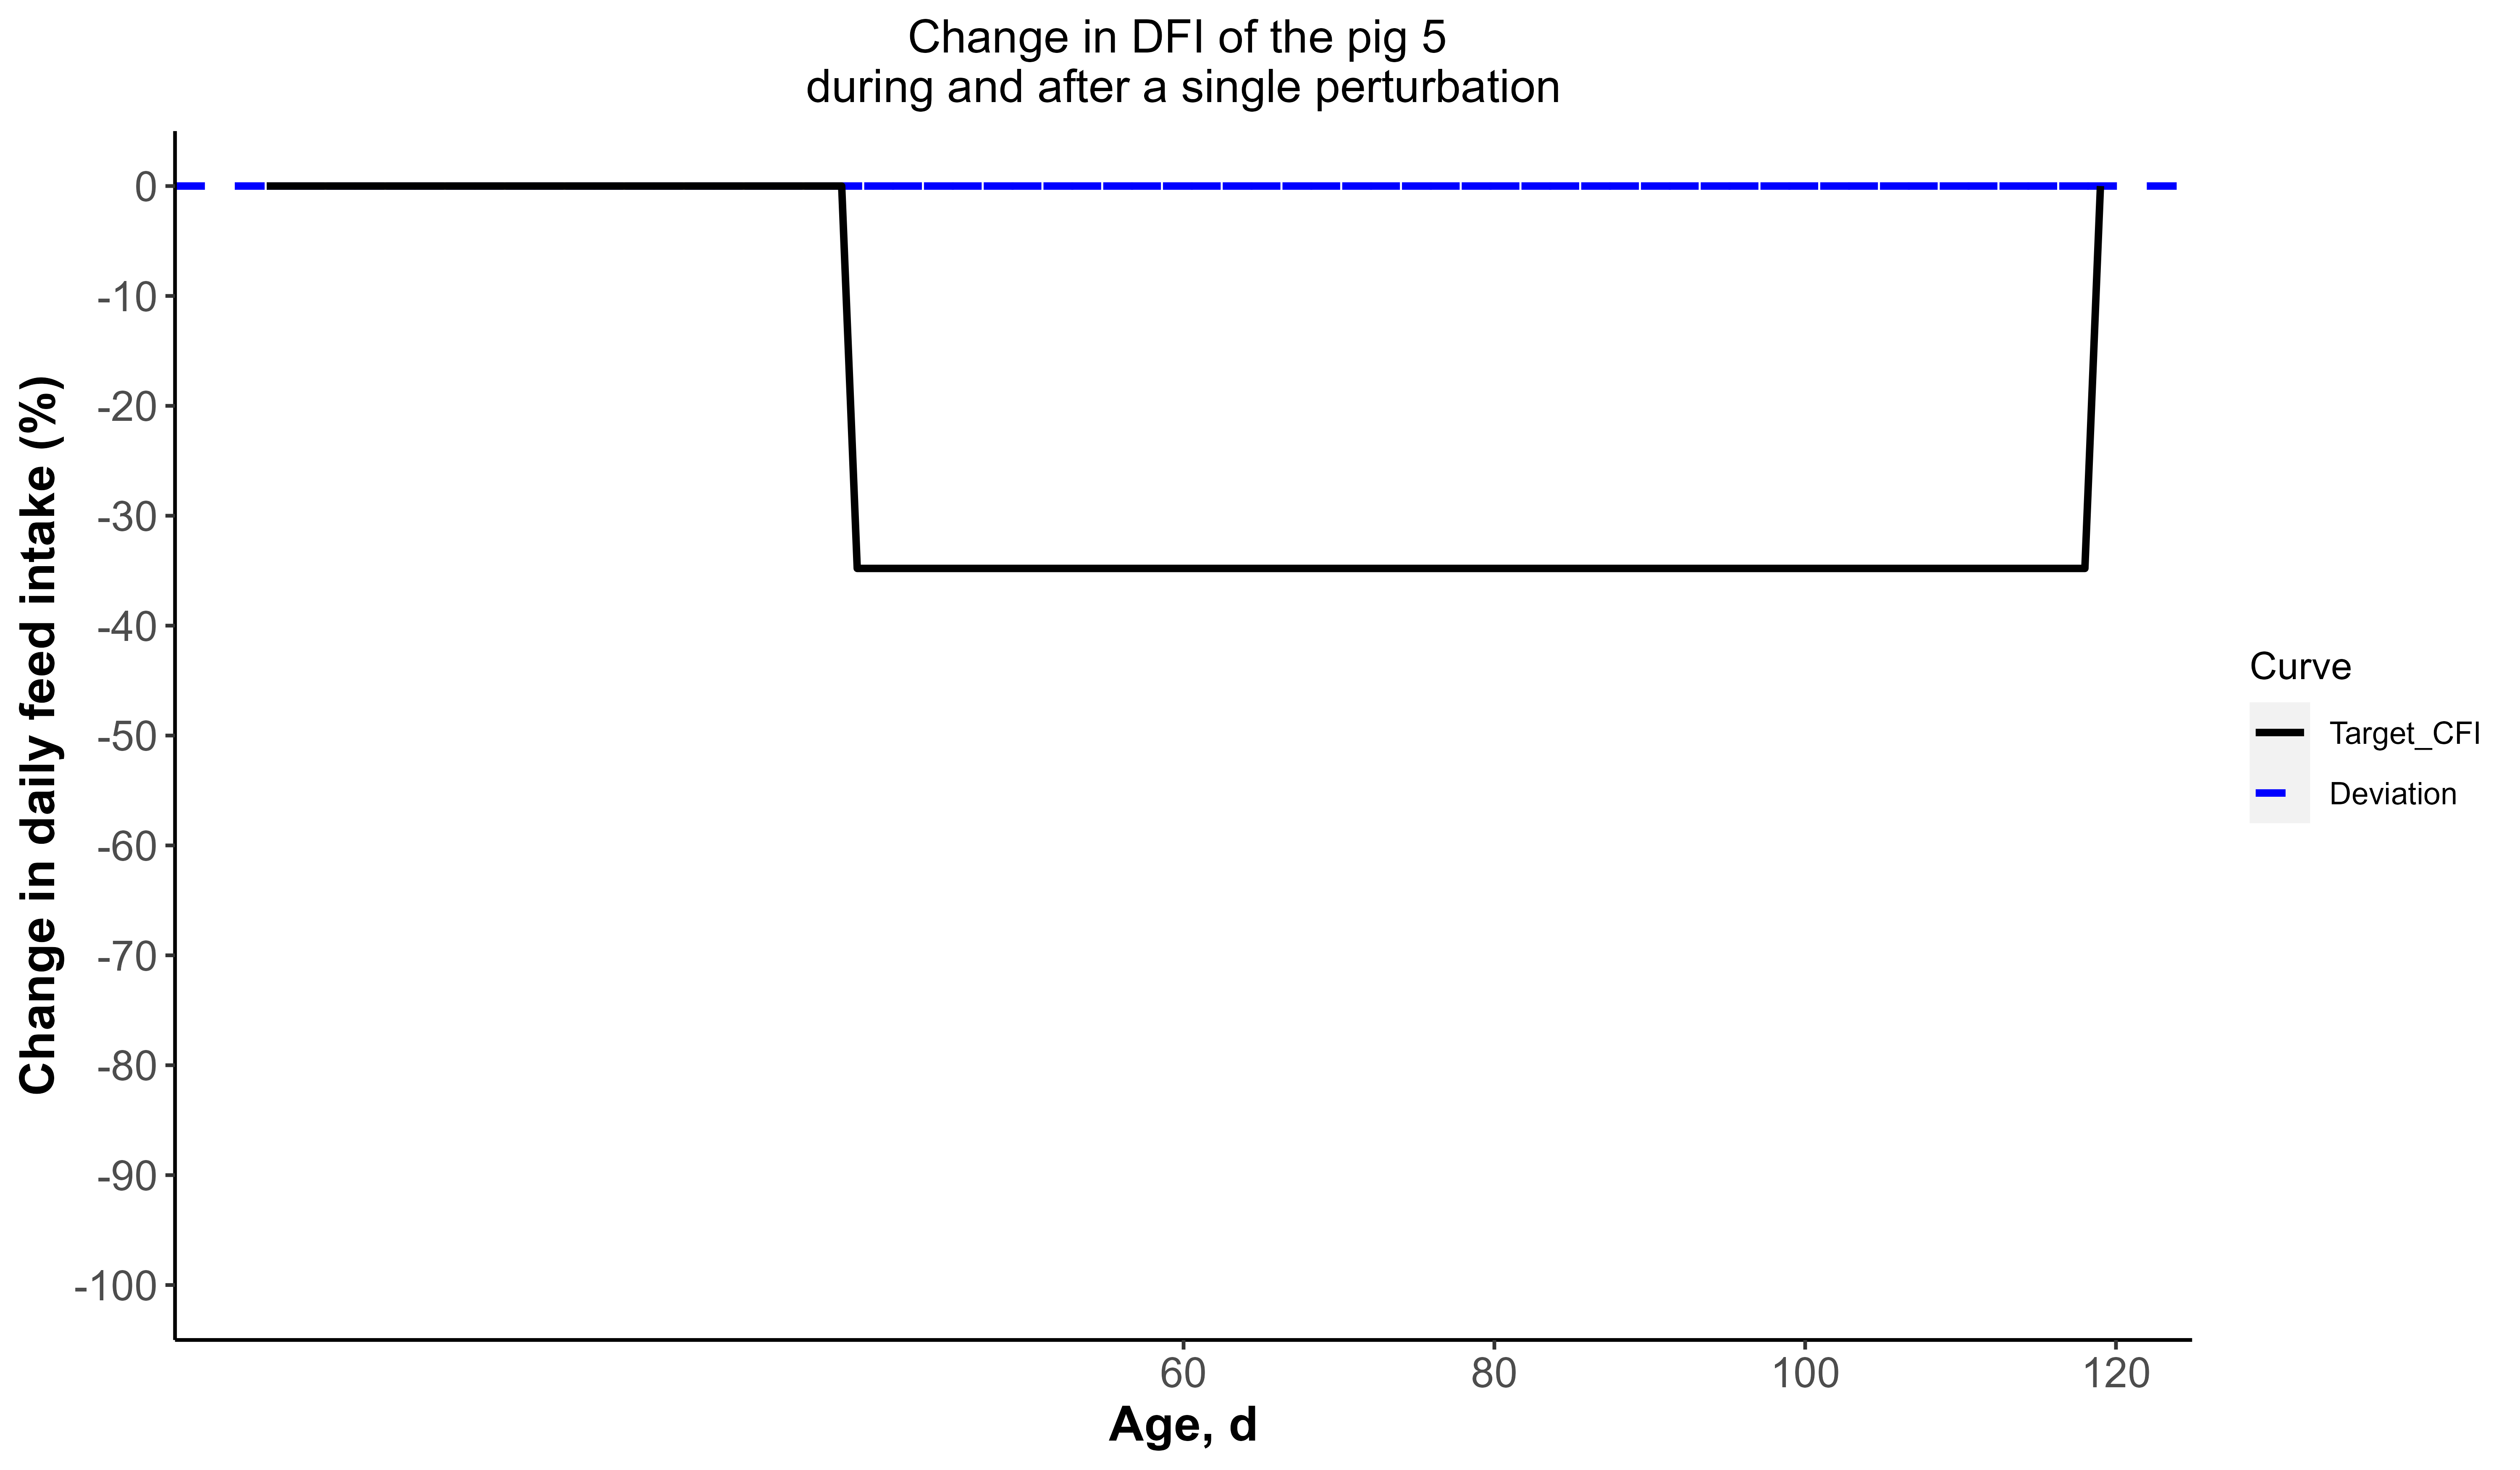 Change in DFI of the pig 5
during and after a single perturbation
Change in daily feed intake (%)
0
-10
-20
-30
-40
-50
-60
-70
-80
-90
-100
60
80
100
120
Age, d
Curve
Target_CFI
Deviation